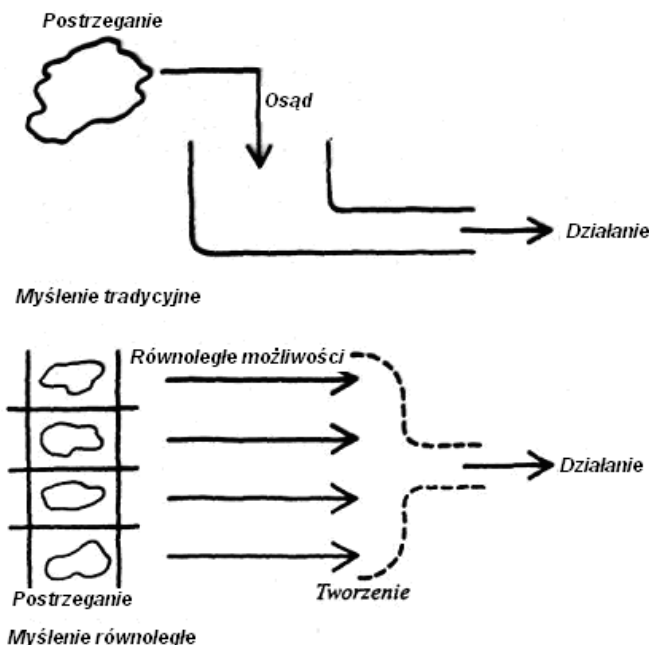 Postrzeganie
Osąd
Działanie
Myślenie tradycyjne
Równoległe możliwości
Działanie
Tworzenie
Postrzeganie
Myślenie równoległe